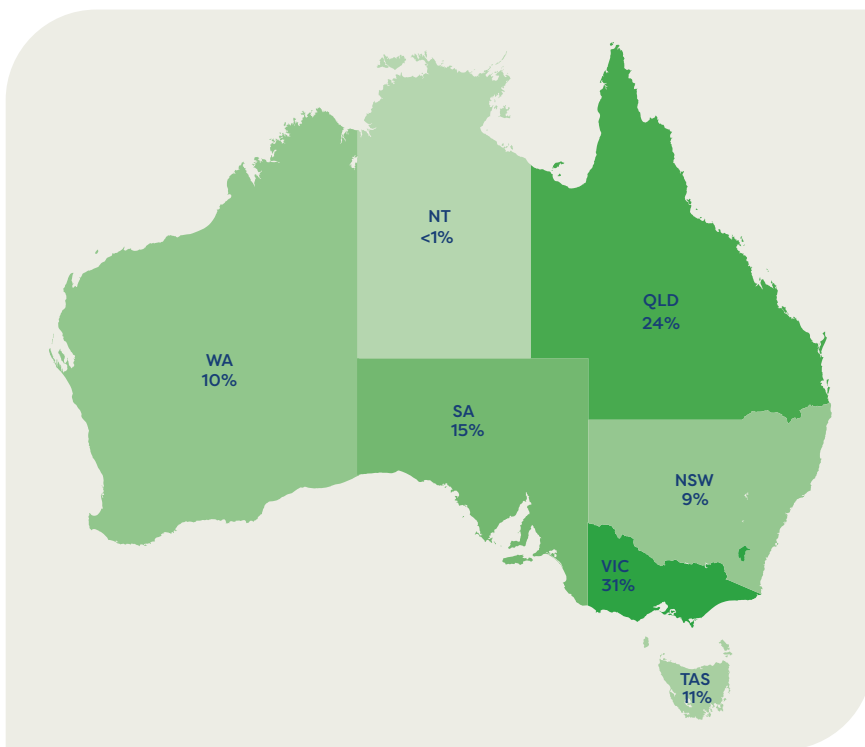 NT
<1%
QLD
24%
WA
10%
SA
15%
NSW
9%
VIC
31%
TAS
11%